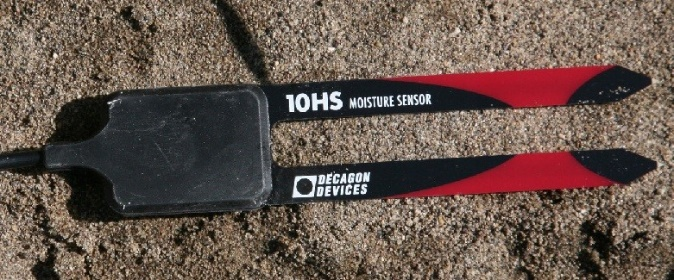 10HS MOISTURE SENSOR
DECAGON
DEVICES